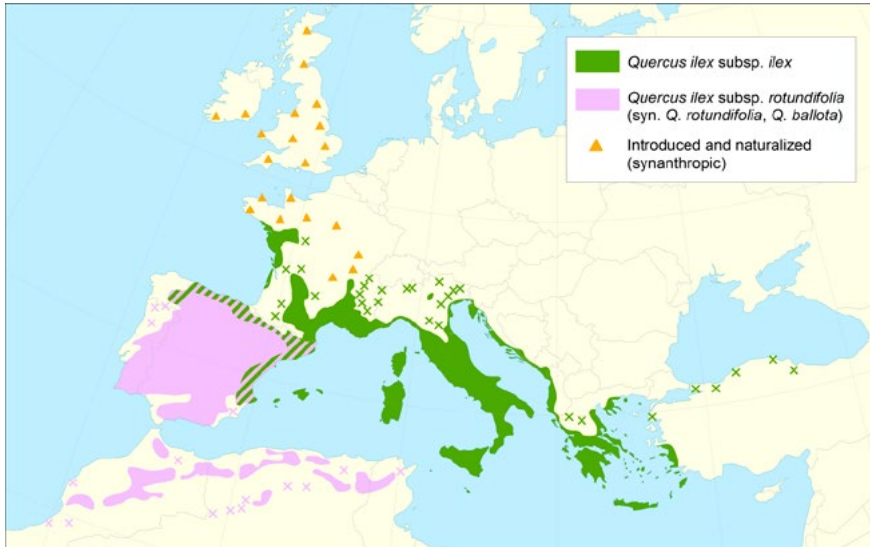 Quercus ilex subsp. ilex
Quercus ilex subsp. rotundifolia
(syn. Q. rotundifolia, Q. ballota)
Introduced and naturalized
(synanthropic)